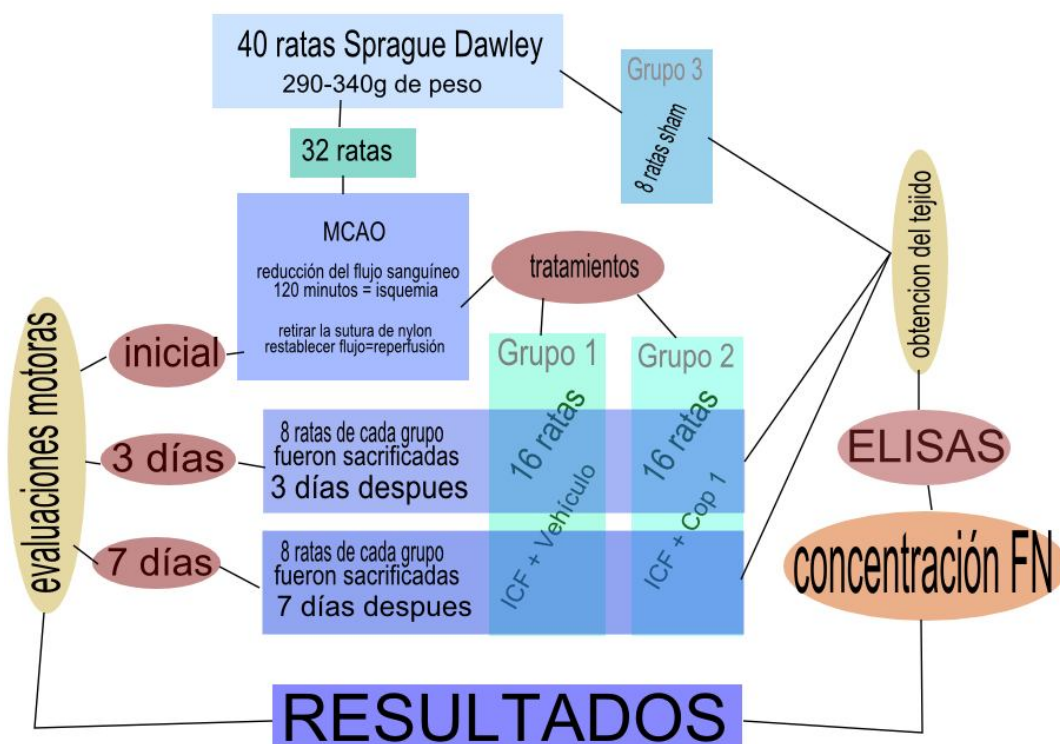 40 ratas Sprague Dawley
290-340g de peso
Grupo 3
8 ratas sham
32 ratas
MCAO
reducción del flujo sanguíneo
120 minutos = isquemia
retirar la sutura de nylon
restablecer flujo=reperfusión
tratamientos
Grupo 1
16 ratas
ICF + Vehículo
Grupo 2
16 ratas
ICF + Cop 1
evaluaciones motoras
inicial
3 días
8 ratas de cada grupo
fueron sacrificadas
3 días despues
7 días
8 ratas de cada grupo
fueron sacrificadas
7 días despues
obtencion del tejido
ELISAS
concentración FN
RESULTADOS